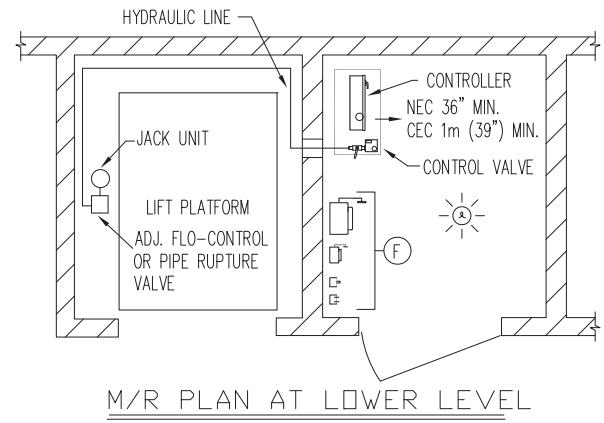 HYDRAULIC LINE
CONTROLLER
NEC 36” MIN.
CEC 1m (39”) MIN.
CONTROL VALVE
JACK UNIT
LIFT PLATFORM
ADJ. FLO-CONTROL
OR PIPE RUPTURE
VALVE
F
M/R PLAN AT LOWER LEVEL